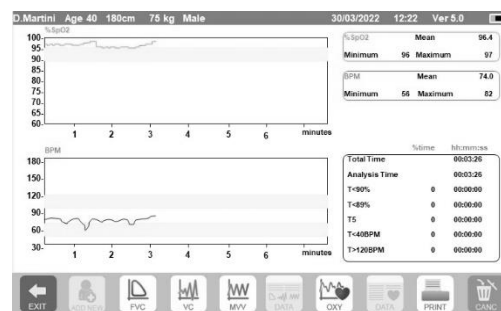 D.Martini Age 40 180cm 75 kg Male 30/03/2022 12:22 Ver 5.0
%SpO2
100
95
90
85
80
75
70
65
60
1 2 3 4 5 6 minutes
%SpO2 Mean 96.4
Minimum 96 Maximum 97
BPM Mean 74.0
Minimum 56 Maximum 82
BPM
180
150
120
90
60
30
1 2 3 4 5 6 minutes
%time hh:mm:ss
Total Time 00:03:26
Analysis Time 00:03:26
T<90% 0 00:00:00
T<89% 0 00:00:00
T5 0 00:00:00
T<40BPM 0 00:00:00
T>120BPM 0 00:00:00
EXIT ADD NEW FVC VC MVV DATA OXY DATA PRINT CANC